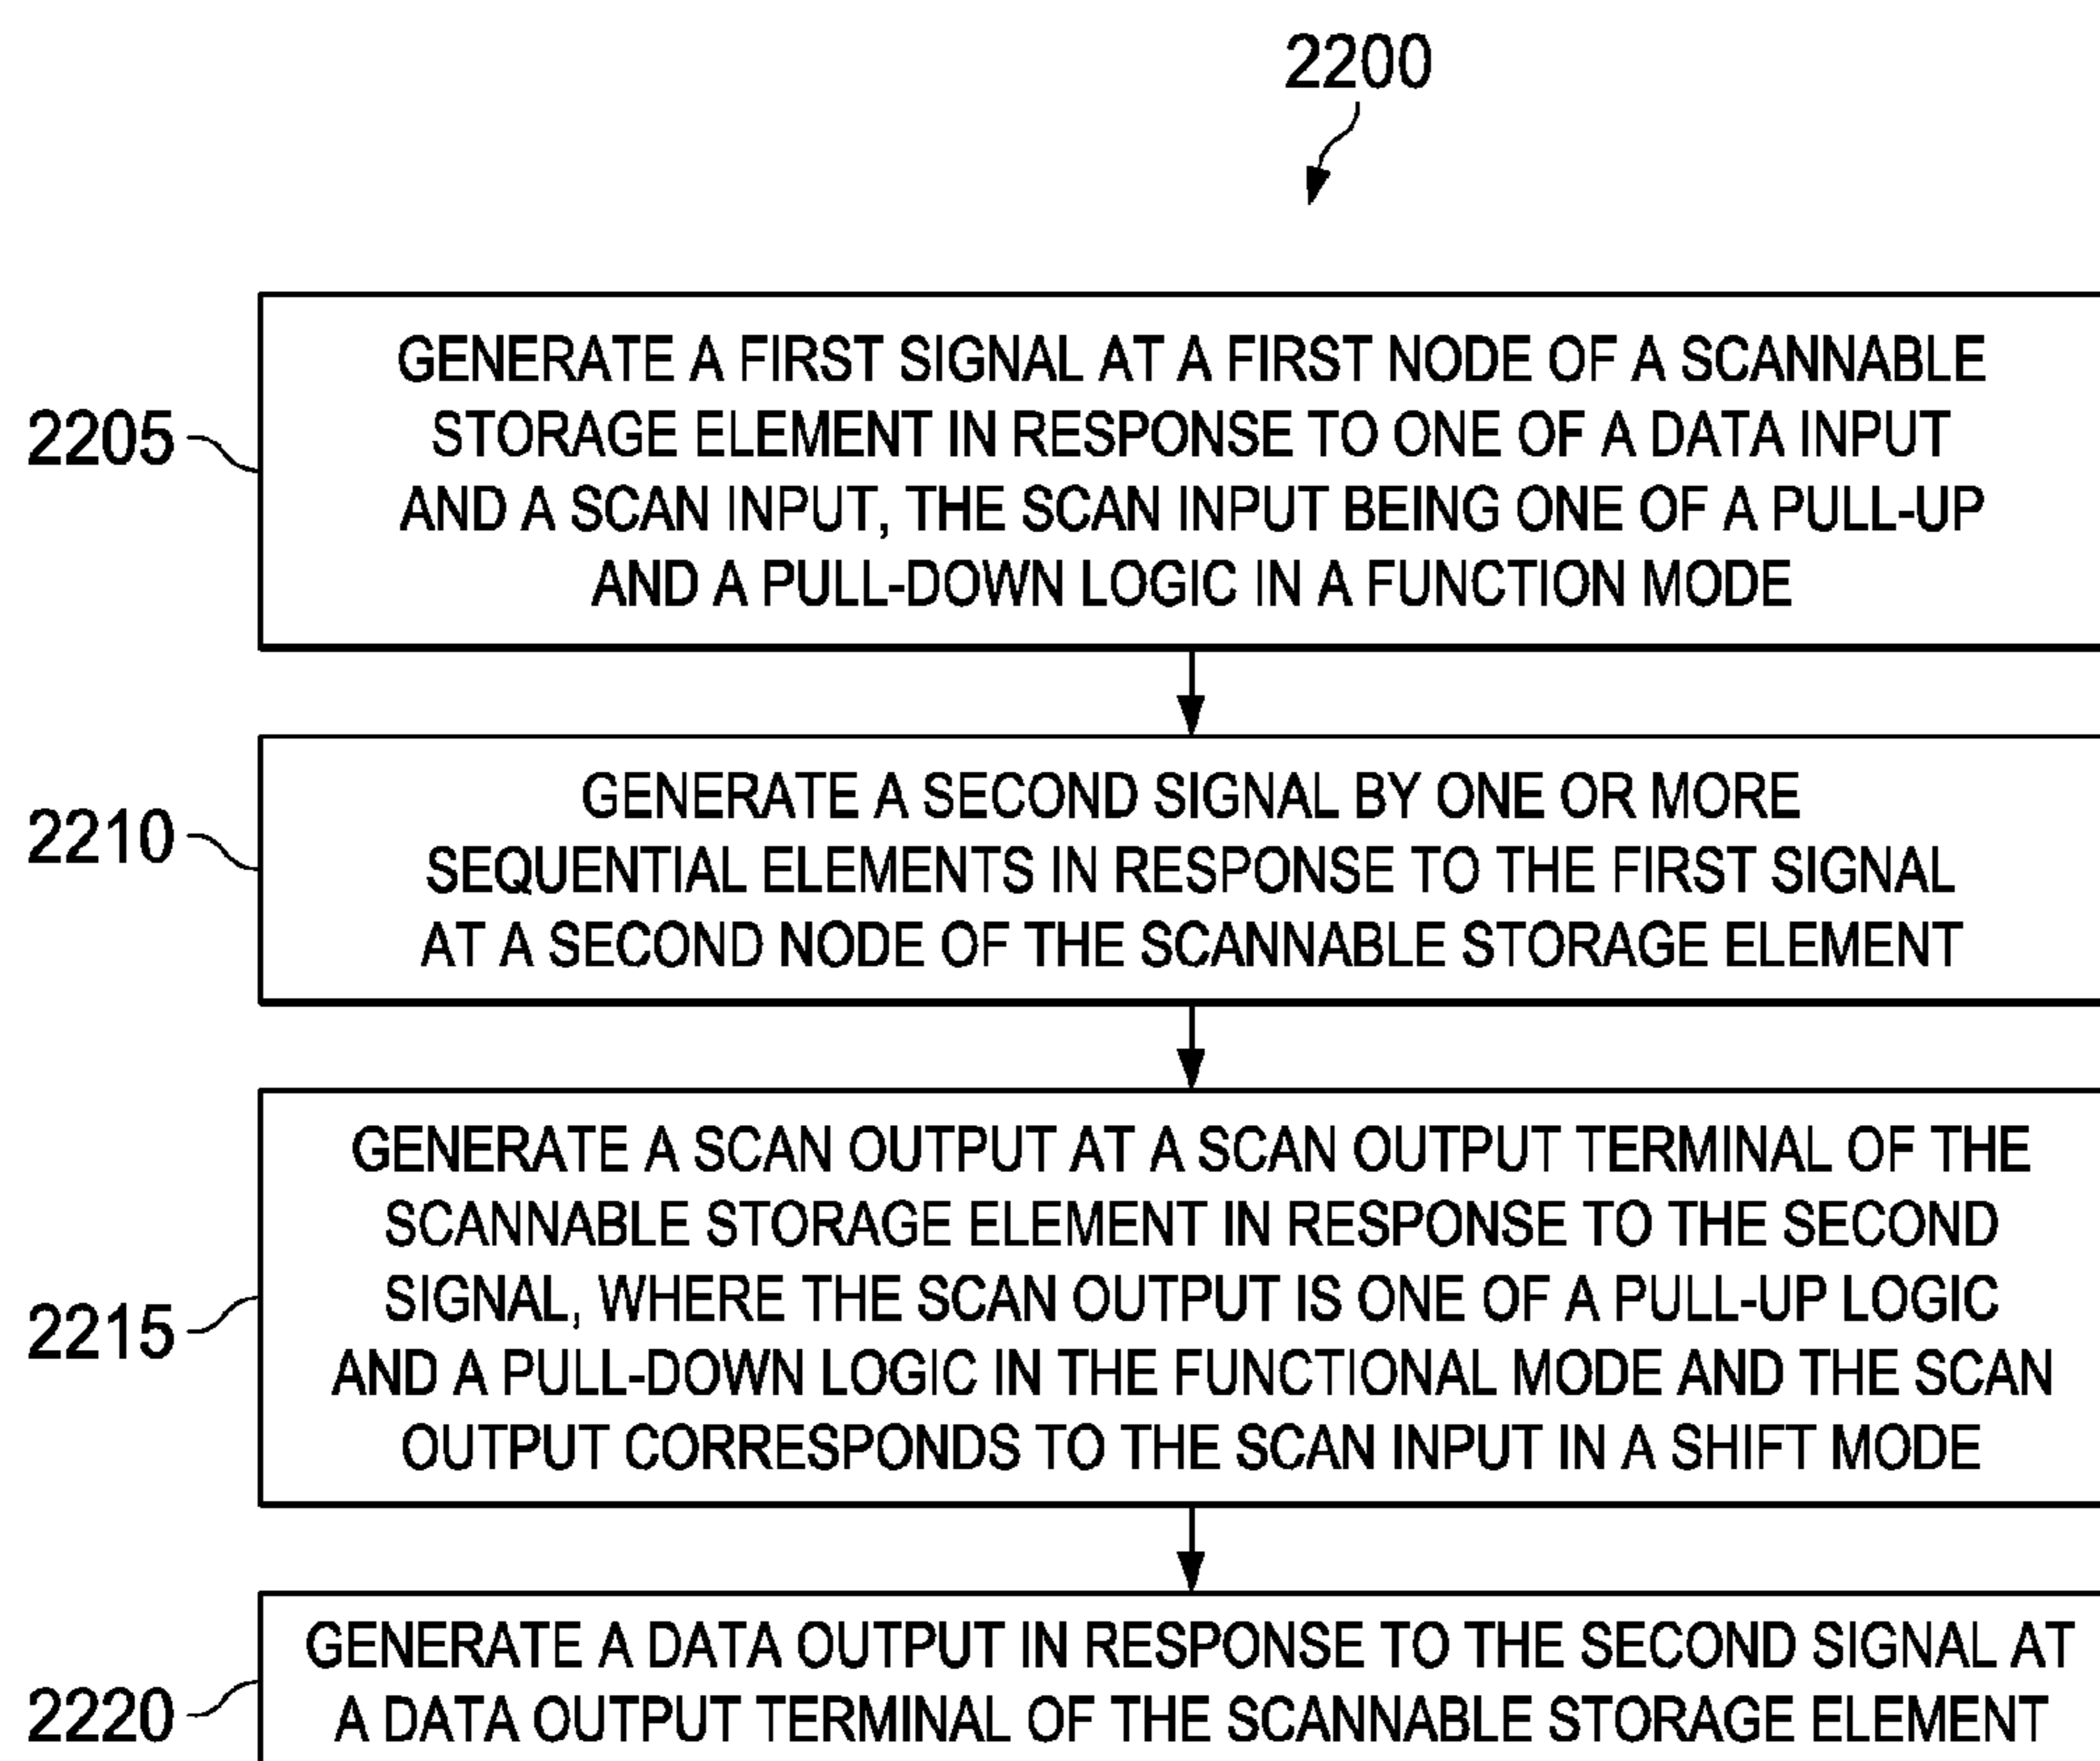 2200
2205
GENERATE A FIRST SIGNAL AT A FIRST NODE OF A SCANNABLE
STORAGE ELEMENT IN RESPONSE TO ONE OF A DATA INPUT
AND A SCAN INPUT, THE SCAN INPUT BEING ONE OF A PULL-UP
AND A PULL-DOWN LOGIC IN A FUNCTION MODE
2210
GENERATE A SECOND SIGNAL BY ONE OR MORE
SEQUENTIAL ELEMENTS IN RESPONSE TO THE FIRST SIGNAL
AT A SECOND NODE OF THE SCANNABLE STORAGE ELEMENT
2215
GENERATE A SCAN OUTPUT AT A SCAN OUTPUT TERMINAL OF THE
SCANNABLE STORAGE ELEMENT IN RESPONSE TO THE SECOND
SIGNAL, WHERE THE SCAN OUTPUT IS ONE OF A PULL-UP LOGIC
AND A PULL-DOWN LOGIC IN THE FUNCTIONAL MODE AND THE SCAN
OUTPUT CORRESPONDS TO THE SCAN INPUT IN A SHIFT MODE
2220
GENERATE A DATA OUTPUT IN RESPONSE TO THE SECOND SIGNAL AT
A DATA OUTPUT TERMINAL OF THE SCANNABLE STORAGE ELEMENT